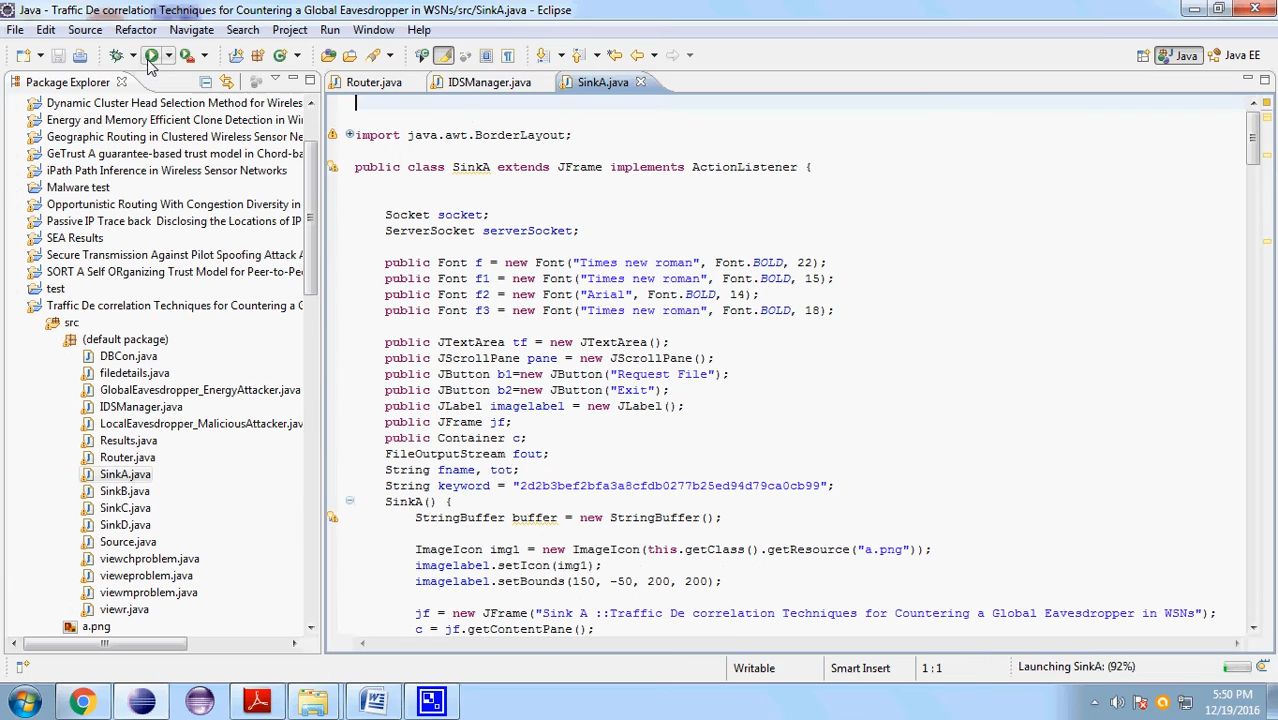 Java - Traffic De correlation Techniques for Countering a Global Eavesdropper in WSNs/src/SinkA.java - Eclipse
File Edit Source Refactor Navigate Search Project Run Window Help
Java Java EE
Package Explorer
Dynamic Cluster Head Selection Method for Wireles
Energy and Memory Efficient Clone Detection in Wir
Geographic Routing in Clustered Wireless Sensor Ne
GeTrust A guarantee-based trust model in Chord-ba
iPath Path Inference in Wireless Sensor Networks
Malware test
Opportunistic Routing With Congestion Diversity in
Passive IP Trace back Disclosing the Locations of IP
SEA Results
Secure Transmission Against Pilot Spoofing Attack A
SORT A Self ORganizing Trust Model for Peer-to-Pee
test
Traffic De correlation Techniques for Countering a G
src
(default package)
DBCon.java
filedetails.java
GlobalEavesdropper_EnergyAttacker.java
IDSManager.java
LocalEavesdropper_MaliciousAttacker.java
Results.java
Router.java
SinkA.java
SinkB.java
SinkC.java
SinkD.java
Source.java
viewchproblem.java
vieweproblem.java
viewmproblem.java
viewr.java
a.png
Router.java IDSManager.java SinkA.java
import java.awt.BorderLayout;
public class SinkA extends JFrame implements ActionListener {
Socket socket;
ServerSocket serverSocket;
public Font f = new Font("Times new roman", Font.BOLD, 22);
public Font f1 = new Font("Times new roman", Font.BOLD, 15);
public Font f2 = new Font("Arial", Font.BOLD, 14);
public Font f3 = new Font("Times new roman", Font.BOLD, 18);
public JTextArea tf = new JTextArea();
public JScrollPane pane = new JScrollPane();
public JButton b1=new JButton("Request File");
public JButton b2=new JButton("Exit");
public JLabel imagelabel = new JLabel();
public JFrame jf;
public Container c;
FileOutputStream fout;
String fname, tot;
String keyword = "2d2b3bef2bfa3a8cfdb0277b25ed94d79ca0cb99";
SinkA() {
StringBuffer buffer = new StringBuffer();
ImageIcon img1 = new ImageIcon(this.getClass().getResource("a.png"));
imagelabel.setIcon(img1);
imagelabel.setBounds(150, -50, 200, 200);
jf = new JFrame("Sink A ::Traffic De correlation Techniques for Countering a Global Eavesdropper in WSNs");
c = jf.getContentPane();
Writable Smart Insert 1 : 1 Launching SinkA: (92%)
5:50 PM
12/19/2016